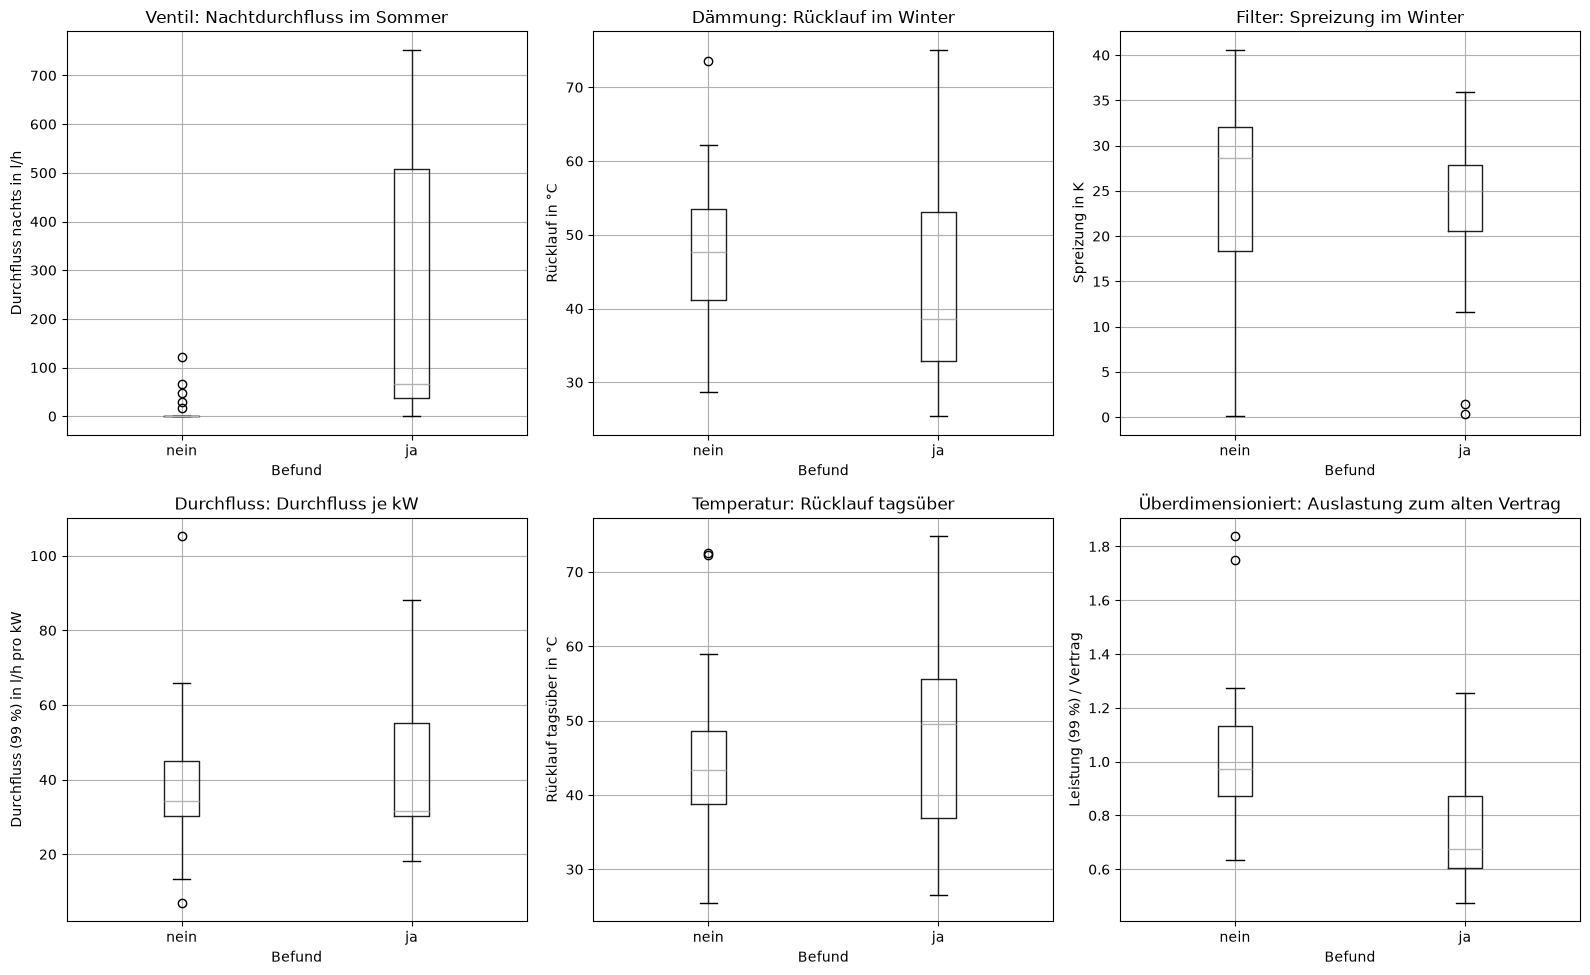 Ventil: Nachtdurchfluss im Sommer
Durchfluss nachts in l/h
700
600
500
400
300
200
100
0
nein
ja
Befund
Dämmung: Rücklauf im Winter
Rücklauf in °C
70
60
50
40
30
nein
ja
Befund
Filter: Spreizung im Winter
Spreizung in K
40
35
30
25
20
15
10
5
0
nein
ja
Befund
Durchfluss: Durchfluss je kW
Durchfluss (99 %) in l/h pro kW
100
80
60
40
20
nein
ja
Befund
Temperatur: Rücklauf tagsüber
Rücklauf tagsüber in °C
70
60
50
40
30
nein
ja
Befund
Überdimensioniert: Auslastung zum alten Vertrag
Leistung (99 %) / Vertrag
1.8
1.6
1.4
1.2
1.0
0.8
0.6
nein
ja
Befund